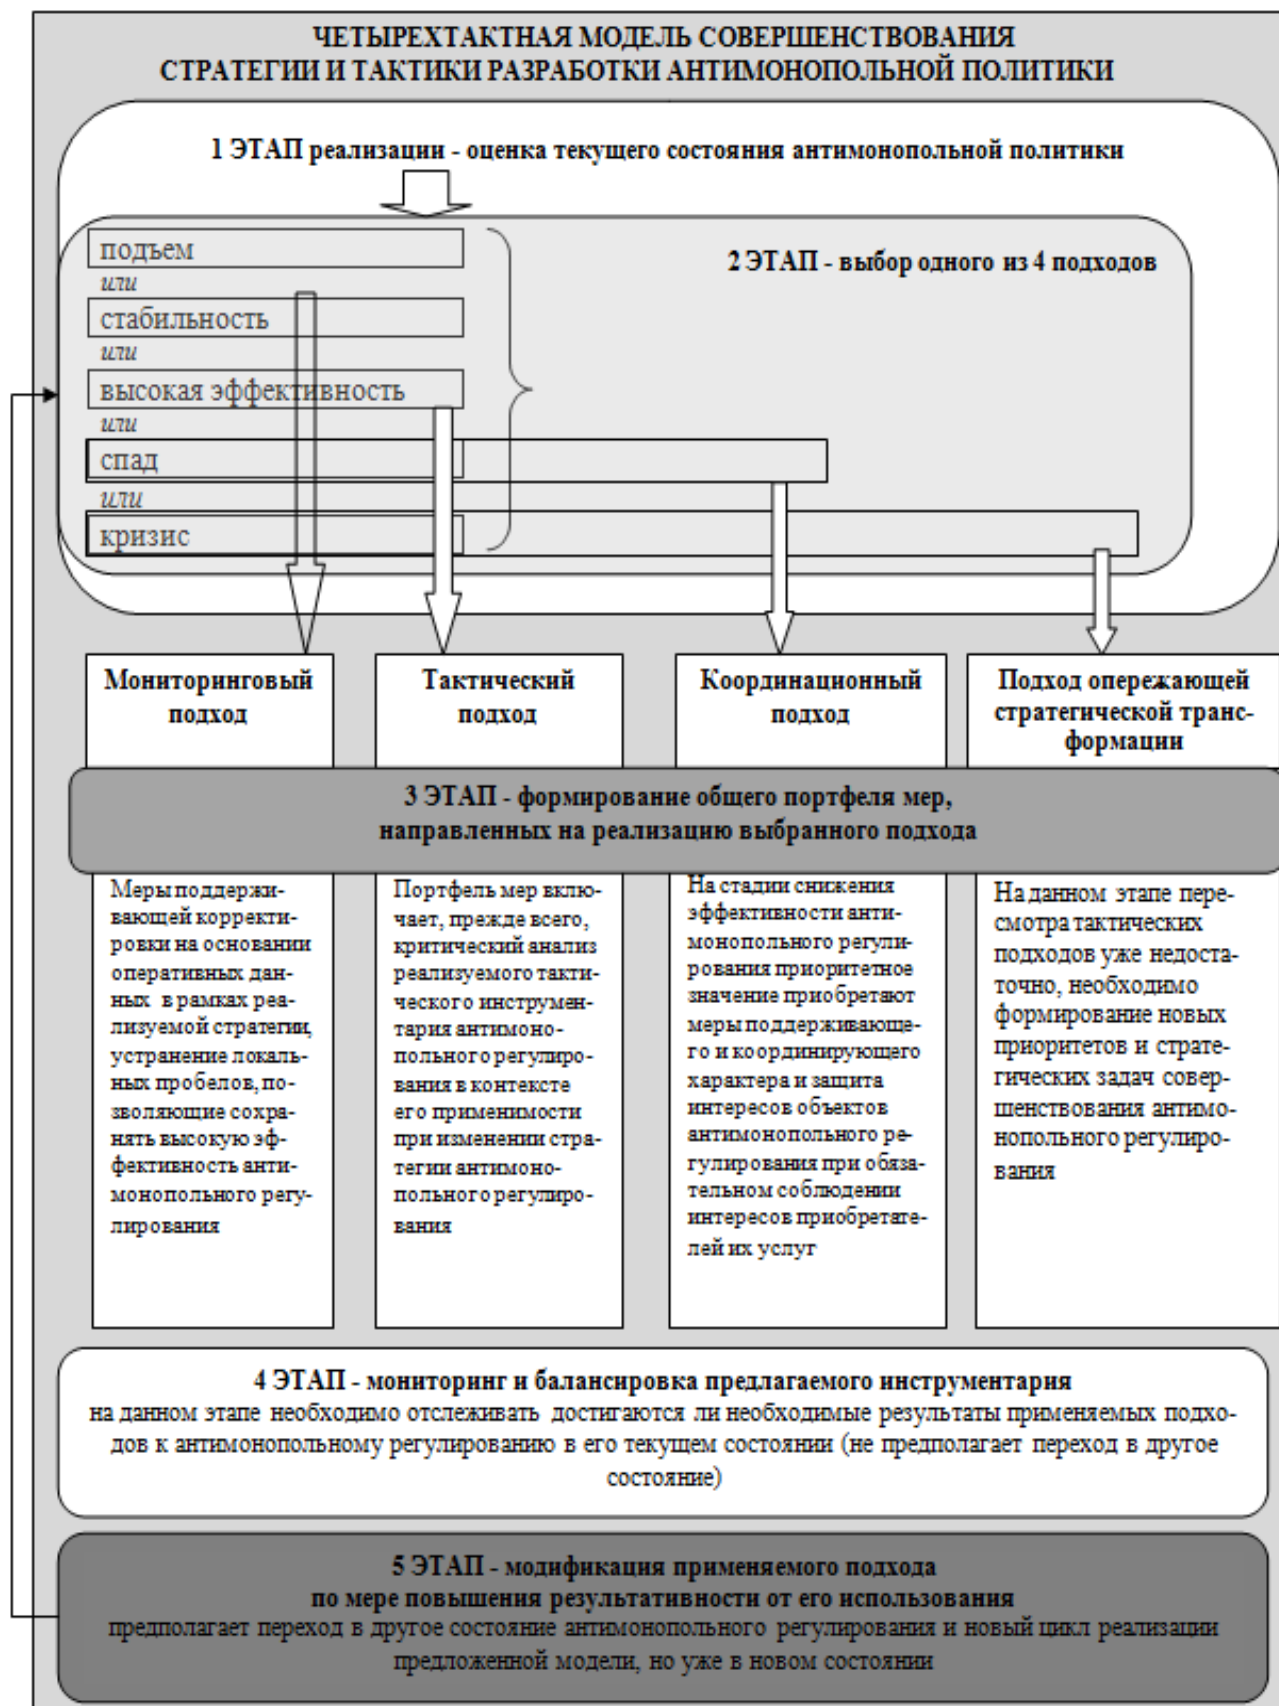 ЧЕТЫРЕХТАКТНАЯ МОДЕЛЬ СОВЕРШЕНСТВОВАНИЯ
СТРАТЕГИИ И ТАКТИКИ РАЗРАБОТКИ АНТИМОНОПОЛЬНОЙ ПОЛИТИКИ
1 ЭТАП реализации - оценка текущего состояния антимонопольной политики
2 ЭТАП - выбор одного из 4 подходов
подъем
или
стабильность
или
высокая эффективность
или
спад
или
кризис
Мониторинговый
подход
Тактический
подход
Координационный
подход
Подход опережающей
стратегической транс-
формации
3 ЭТАП - формирование общего портфеля мер,
направленных на реализацию выбранного подхода
Меры поддержи-
вающей корректи-
ровки на основании
оперативных дан-
ных в рамках реа-
лизуемой стратегии,
устранение локаль-
ных пробелов, по-
зволяющие сохра-
нять высокую эф-
фективность анти-
монопольного регу-
лирования
Портфель мер вклю-
чает, прежде всего,
критический анализ
реализуемого такти-
ческого инструмен-
тария антимоно-
польного регулиро-
вания в контексте
его применимости
при изменении стра-
тегии антимоно-
польного регулиро-
вания
На стадии снижения
эффективности анти-
монопольного регули-
рования приоритетное
значение приобретают
меры поддерживающе-
го и координирующего
характера и защита
интересов объектов
антимонопольного ре-
гулирования при обяза-
тельном соблюдении
интересов приобретате-
лей их услуг
На данном этапе пере-
смотра тактических
подходов уже недоста-
точно, необходимо
формирование новых
приоритетов и страте-
гических задач совер-
шенствования антимо-
нопольного регулиро-
вания
4 ЭТАП - мониторинг и балансировка предлагаемого инструментария
на данном этапе необходимо отслеживать достигаются ли необходимые результаты применяемых подхо-
дов к антимонопольному регулированию в его текущем состоянии (не предполагает переход в другое
состояние)
5 ЭТАП - модификация применяемого подхода
по мере повышения результативности от его использования
предполагает переход в другое состояние антимонопольного регулирования и новый цикл реализации
предложенной модели, но уже в новом состоянии